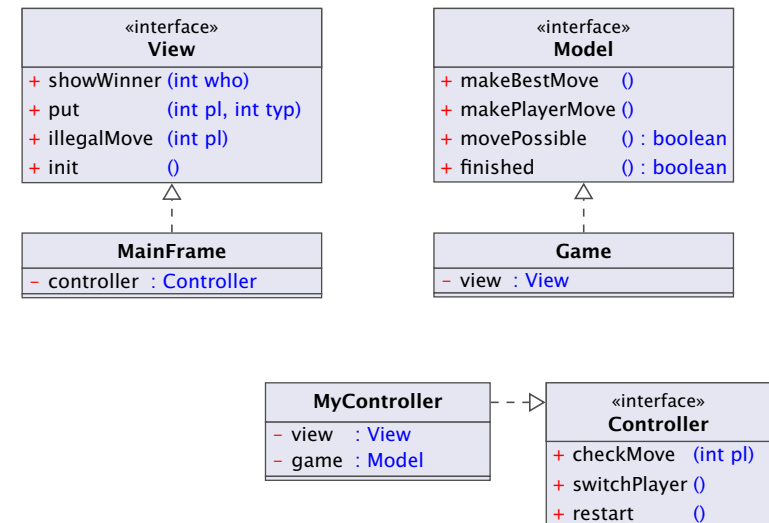 «interface»
View
+ showWinner (int who)
+ put (int pl, int typ)
+ illegalMove (int pl)
+ init ()
«interface»
Model
+ makeBestMove ()
+ makePlayerMove ()
+ movePossible () : boolean
+ finished () : boolean
MainFrame
- controller : Controller
Game
- view : View
MyController
- view : View
- game : Model
«interface»
Controller
+ checkMove (int pl)
+ switchPlayer ()
+ restart ()